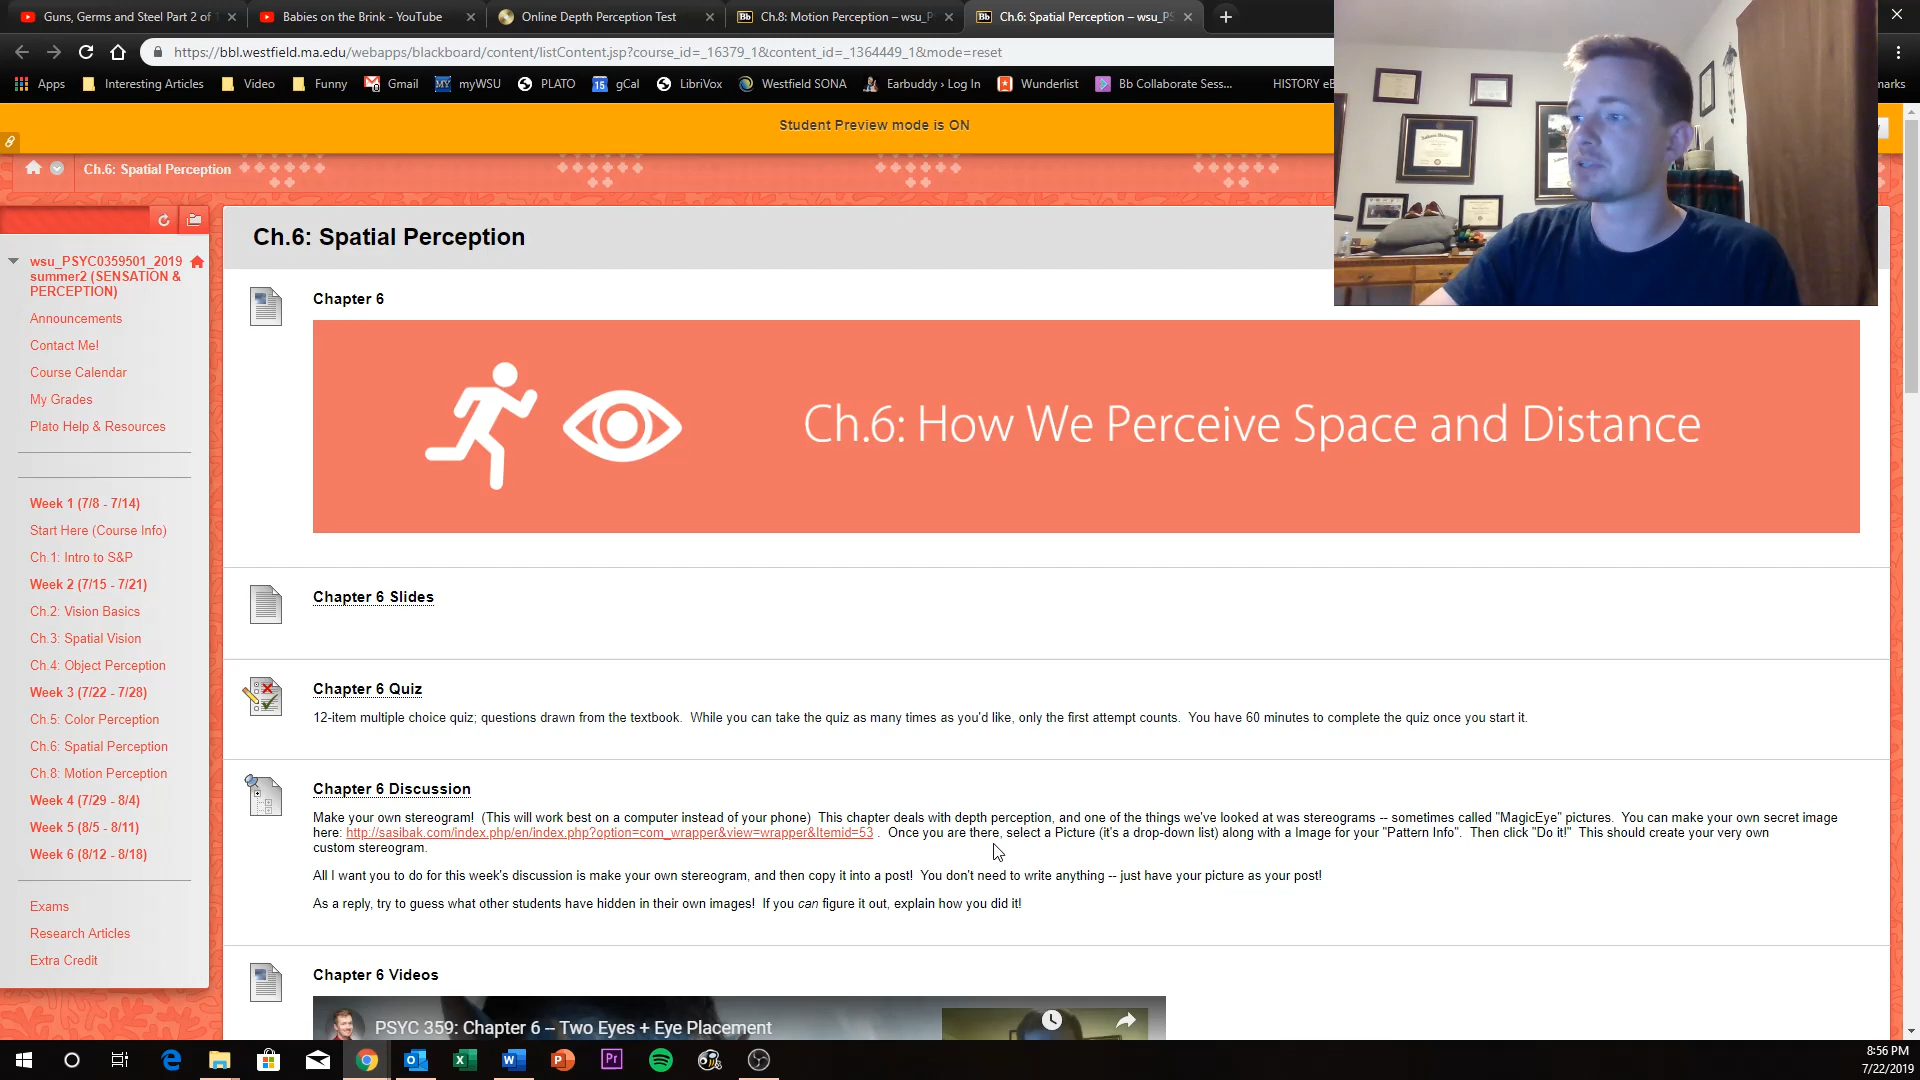 Guns, Germs and Steel Part 2 of
Babies on the Brink - YouTube
Online Depth Perception Test
Ch.8: Motion Perception – wsu_P
Ch.6: Spatial Perception – wsu_PS
https://bbl.westfield.ma.edu/webapps/blackboard/content/listContent.jsp?course_id=_16379_1&content_id=_1364449_1&mode=reset
Apps
Interesting Articles
Video
Funny
Gmail
myWSU
PLATO
gCal
LibriVox
Westfield SONA
Earbuddy › Log In
Wunderlist
Bb Collaborate Sess...
HISTORY eB
marks
Student Preview mode is ON
Ch.6: Spatial Perception
wsu_PSYC0359501_2019
summer2 (SENSATION &
PERCEPTION)
Announcements
Contact Me!
Course Calendar
My Grades
Plato Help & Resources
Week 1 (7/8 - 7/14)
Start Here (Course Info)
Ch.1: Intro to S&P
Week 2 (7/15 - 7/21)
Ch.2: Vision Basics
Ch.3: Spatial Vision
Ch.4: Object Perception
Week 3 (7/22 - 7/28)
Ch.5: Color Perception
Ch.6: Spatial Perception
Ch.8: Motion Perception
Week 4 (7/29 - 8/4)
Week 5 (8/5 - 8/11)
Week 6 (8/12 - 8/18)
Exams
Research Articles
Extra Credit
Ch.6: Spatial Perception
Chapter 6
Ch.6: How We Perceive Space and Distance
Chapter 6 Slides
Chapter 6 Quiz
12-item multiple choice quiz; questions drawn from the textbook. While you can take the quiz as many times as you'd like, only the first attempt counts. You have 60 minutes to complete the quiz once you start it.
Chapter 6 Discussion
Make your own stereogram! (This will work best on a computer instead of your phone) This chapter deals with depth perception, and one of the things we've looked at was stereograms -- sometimes called "MagicEye" pictures. You can make your own secret image
here: http://sasibak.com/index.php/en/index.php?option=com_wrapper&view=wrapper&Itemid=53 . Once you are there, select a Picture (it's a drop-down list) along with a Image for your "Pattern Info". Then click "Do it!" This should create your very own
custom stereogram.
All I want you to do for this week's discussion is make your own stereogram, and then copy it into a post! You don't need to write anything -- just have your picture as your post!
As a reply, try to guess what other students have hidden in their own images! If you can figure it out, explain how you did it!
Chapter 6 Videos
PSYC 359: Chapter 6 -- Two Eyes + Eye Placement
8:56 PM
7/22/2019